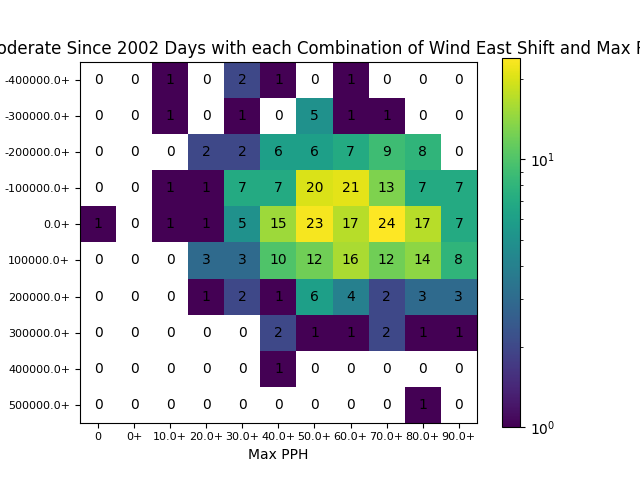 oderate Since 2002 Days with each Combination of Wind East Shift and Max
-400000.0+ 0 0 1 0 2 1 0 1 0 0 0
-300000.0+ 0 0 1 0 1 0 5 1 1 0 0
-200000.0+ 0 0 0 2 2 6 6 7 9 8 0
-100000.0+ 0 0 1 1 7 7 20 21 13 7 7
0.0+ 1 0 1 1 5 15 23 17 24 17 7
100000.0+ 0 0 0 3 3 10 12 16 12 14 8
200000.0+ 0 0 0 1 2 1 6 4 2 3 3
300000.0+ 0 0 0 0 0 2 1 1 2 1 1
400000.0+ 0 0 0 0 0 1 0 0 0 0 0
500000.0+ 0 0 0 0 0 0 0 0 0 1 0
0 0+ 10.0+ 20.0+ 30.0+ 40.0+ 50.0+ 60.0+ 70.0+ 80.0+ 90.0+
Max PPH
10¹
10⁰